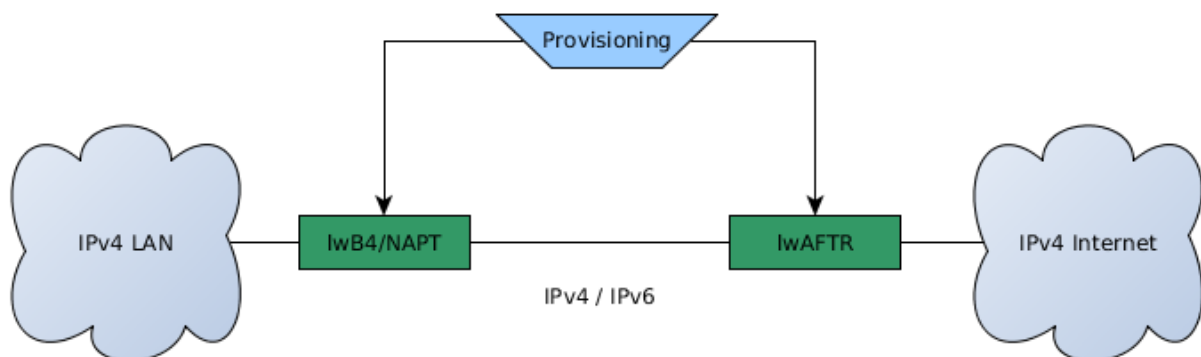 Provisioning
IPv4 LAN
lwB4/NAPT
lwAFTR
IPv4 Internet
IPv4 / IPv6